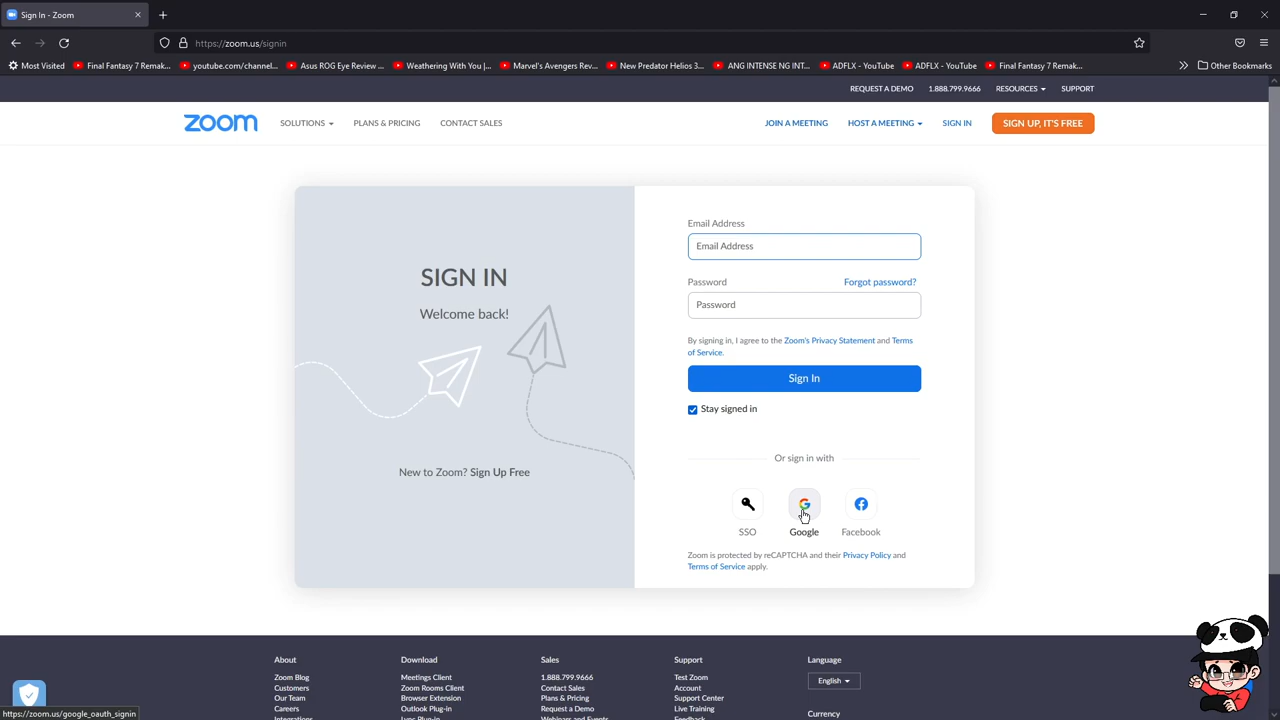 Sign In - Zoom
https://zoom.us/signin
Most Visited
Final Fantasy 7 Remak...
youtube.com/channel...
Asus ROG Eye Review ...
Weathering With You |...
Marvel's Avengers Rev...
New Predator Helios 3...
ANG INTENSE NG INT...
ADFLX - YouTube
ADFLX - YouTube
Final Fantasy 7 Remak...
Other Bookmarks
REQUEST A DEMO
1.888.799.9666
RESOURCES
SUPPORT
zoom
SOLUTIONS
PLANS & PRICING
CONTACT SALES
JOIN A MEETING
HOST A MEETING
SIGN IN
SIGN UP, IT'S FREE
SIGN IN
Welcome back!
New to Zoom? Sign Up Free
Email Address
Email Address
Password
Forgot password?
Password
By signing in, I agree to the Zoom's Privacy Statement and Terms
of Service.
Sign In
Stay signed in
Or sign in with
SSO
Google
Facebook
Zoom is protected by reCAPTCHA and their Privacy Policy and
Terms of Service apply.
About
Zoom Blog
Customers
Our Team
Careers
Integrations
Download
Meetings Client
Zoom Rooms Client
Browser Extension
Outlook Plug-in
Lync Plug-in
Sales
1.888.799.9666
Contact Sales
Plans & Pricing
Request a Demo
Webinars and Events
Support
Test Zoom
Account
Support Center
Live Training
Feedback
Language
English
Currency
https://zoom.us/google_oauth_signin